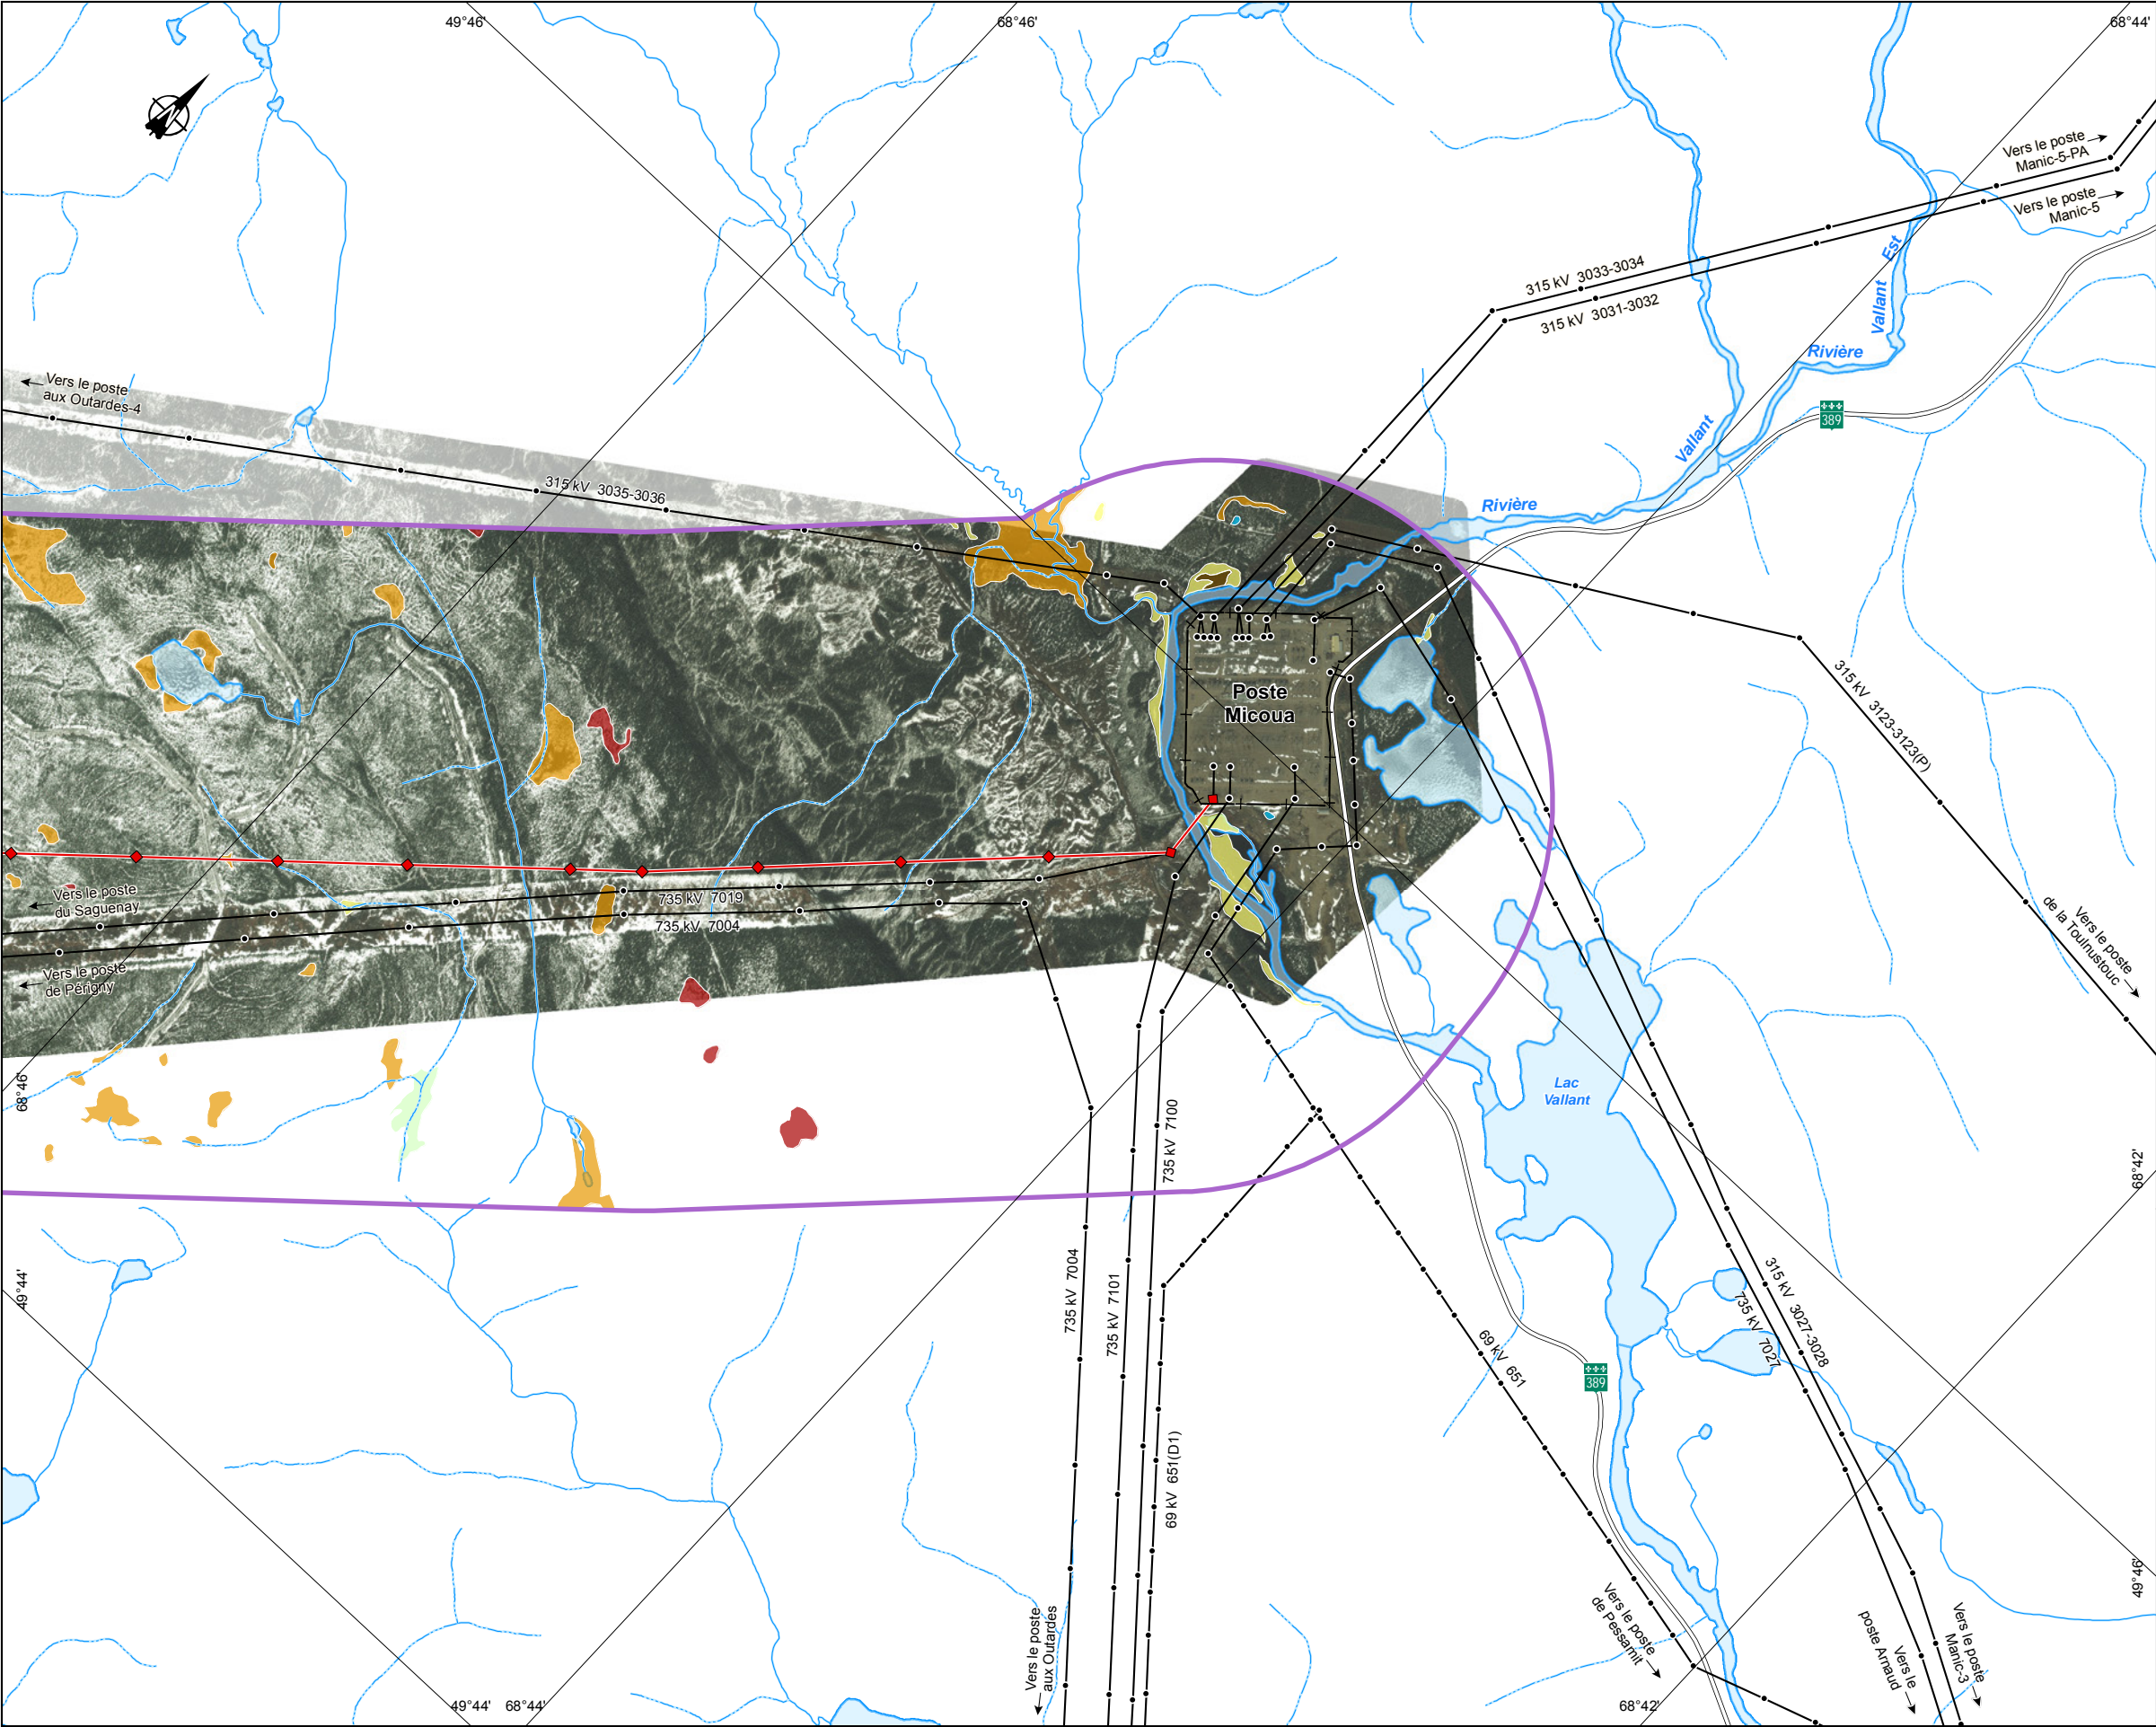 49°46'
68°46'
68°44'
Vers le poste
Manic-5-PA
Vers le poste
Manic-5
315 kV 3033-3034
315 kV 3031-3032
Rivière
Vallant
Est
389
Vers le poste
aux Outardes-4
315 kV 3035-3036
Rivière
Vallant
Poste
Micoua
315 kV 3123-3123(P)
Vers le poste
de la Toulnustouc
Vers le poste
du Saguenay
735 kV 7019
735 kV 7004
Vers le poste
de Périgny
68°46'
Lac
Vallant
735 kV 7100
68°42'
49°44'
735 kV 7004
735 kV 7101
69 kV 651(D1)
69 kV 651
389
315 kV 3027-3028
735 kV 7027
49°46'
Vers le poste
aux Outardes
Vers le poste
de Pessamit
Vers le
poste Arnaud
Vers le poste
Manic-3
49°44'
68°44'
68°42'
N